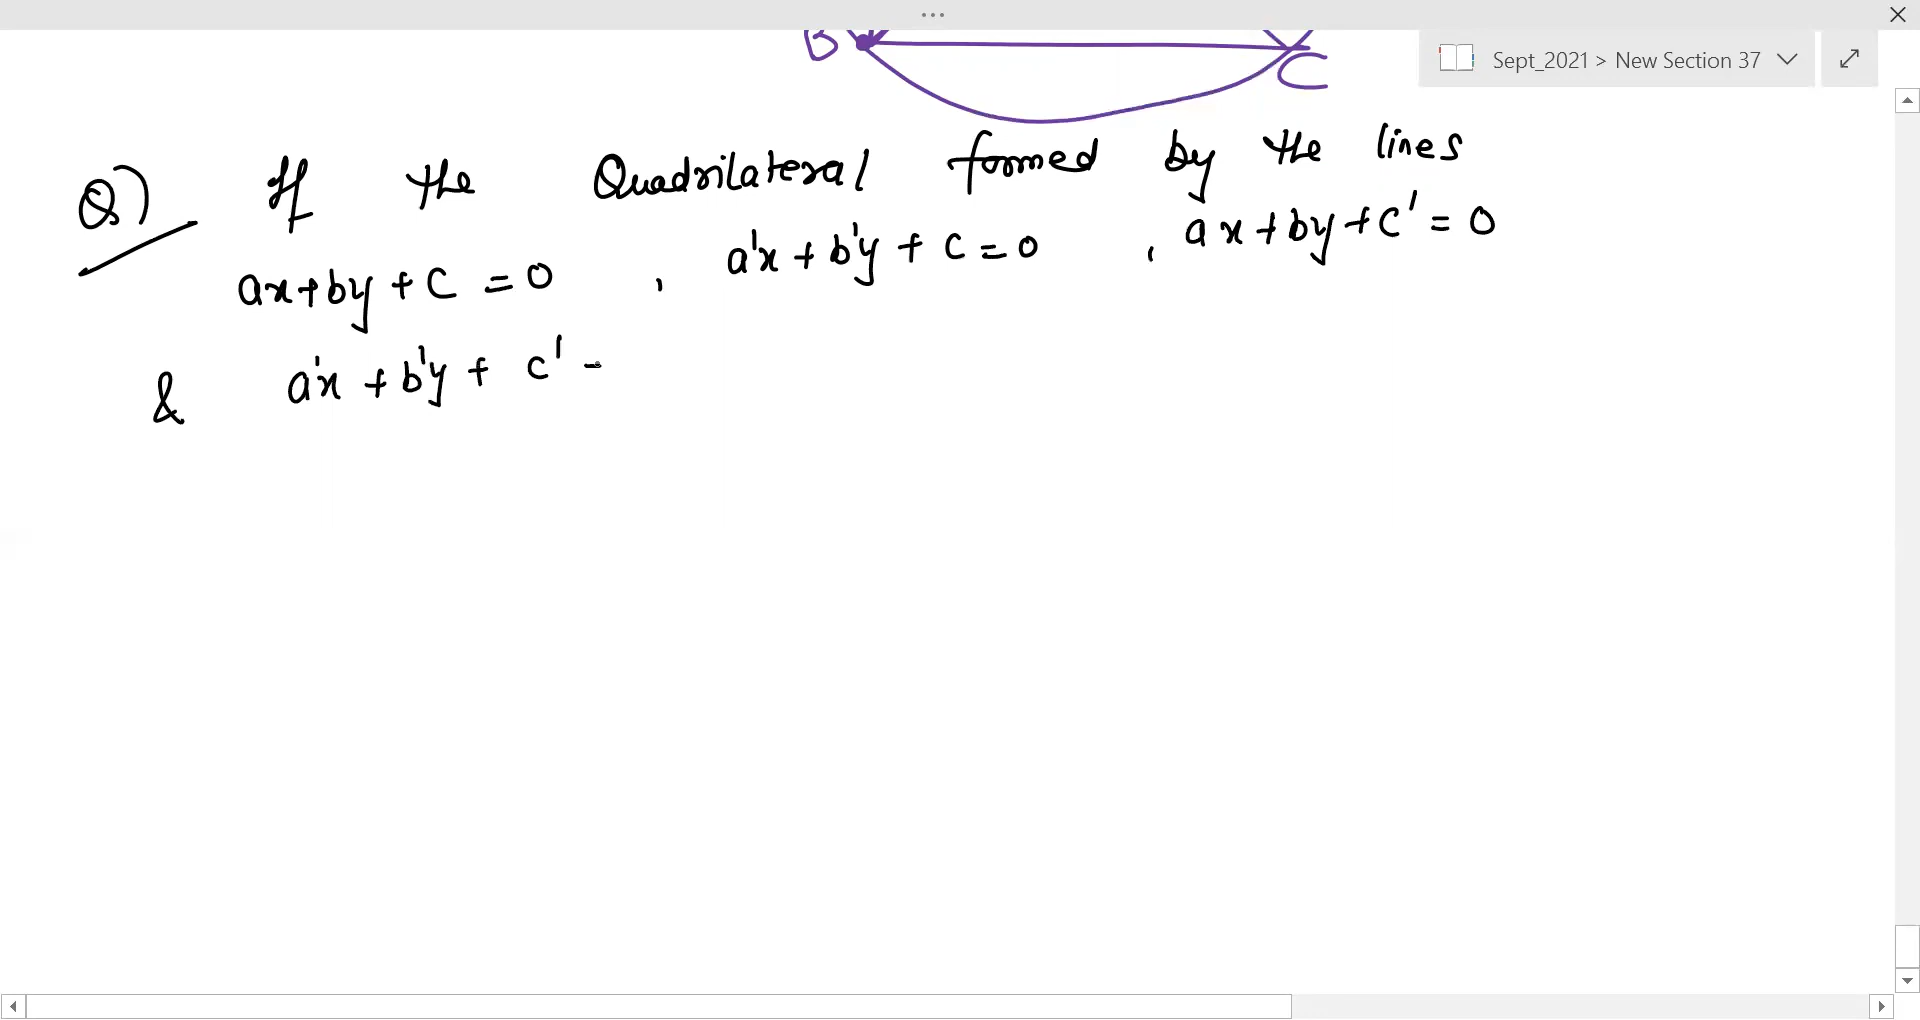 B
C
Sept_2021 > New Section 37
Q) If the Quadrilateral formed by the lines
ax+by+c=0 , a'x+b'y+c=0 , ax+by+c'=0
& a'x+b'y+c' -